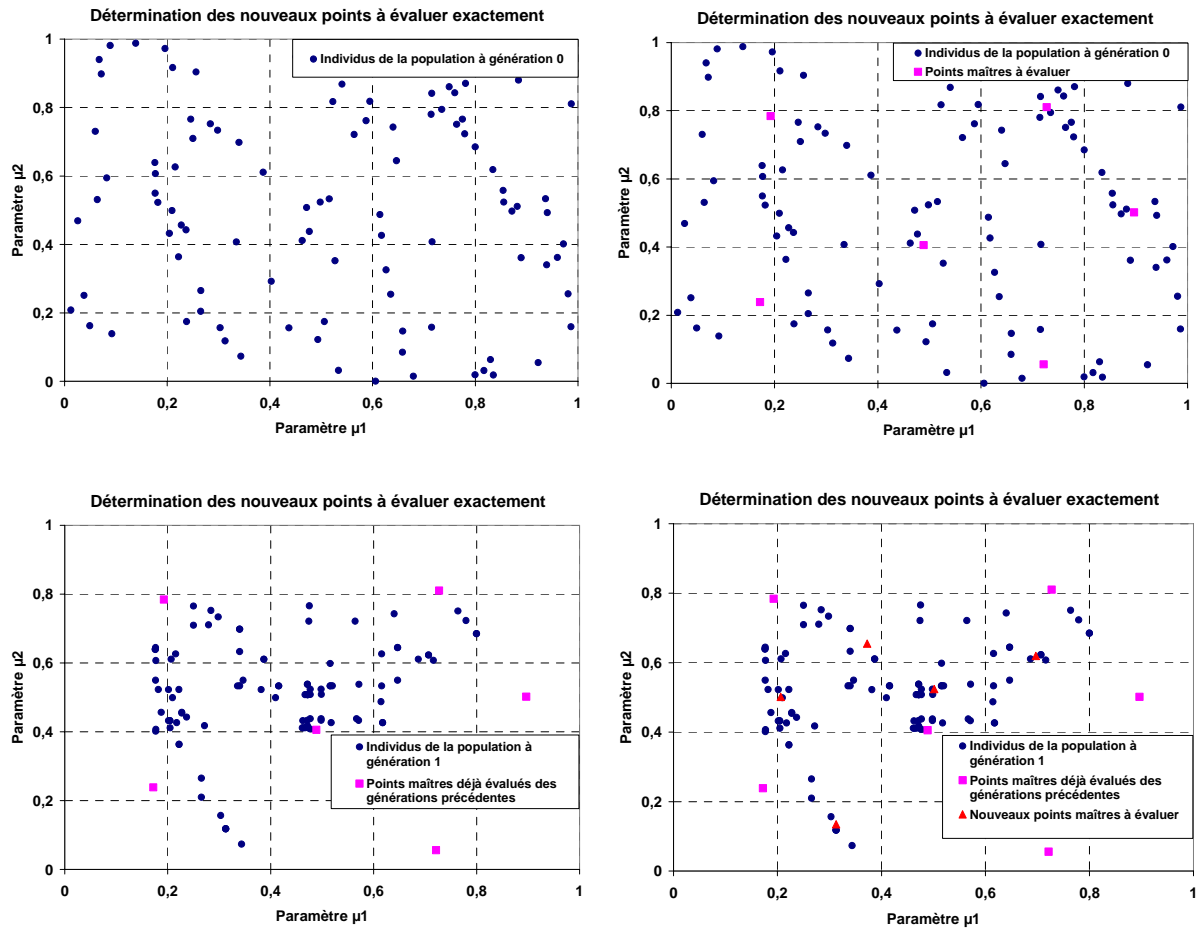 Détermination des nouveaux points à évaluer exactement
Individus de la population à génération 0
1
0,8
0,6
0,4
0,2
0
Paramètre µ2
0
0,2
0,4
0,6
0,8
1
Paramètre µ1
Détermination des nouveaux points à évaluer exactement
Individus de la population à génération 0
Points maîtres à évaluer
1
0,8
0,6
0,4
0,2
0
Paramètre µ2
0
0,2
0,4
0,6
0,8
1
Paramètre µ1
Détermination des nouveaux points à évaluer exactement
1
0,8
0,6
0,4
0,2
0
Paramètre µ2
Individus de la population à
génération 1
Points maîtres déjà évalués des
générations précédentes
0
0,2
0,4
0,6
0,8
1
Paramètre µ1
Détermination des nouveaux points à évaluer exactement
1
0,8
0,6
0,4
0,2
0
Paramètre µ2
Individus de la population à
génération 1
Points maîtres déjà évalués des
générations précédentes
Nouveaux points maîtres à évaluer
0
0,2
0,4
0,6
0,8
1
Paramètre µ1